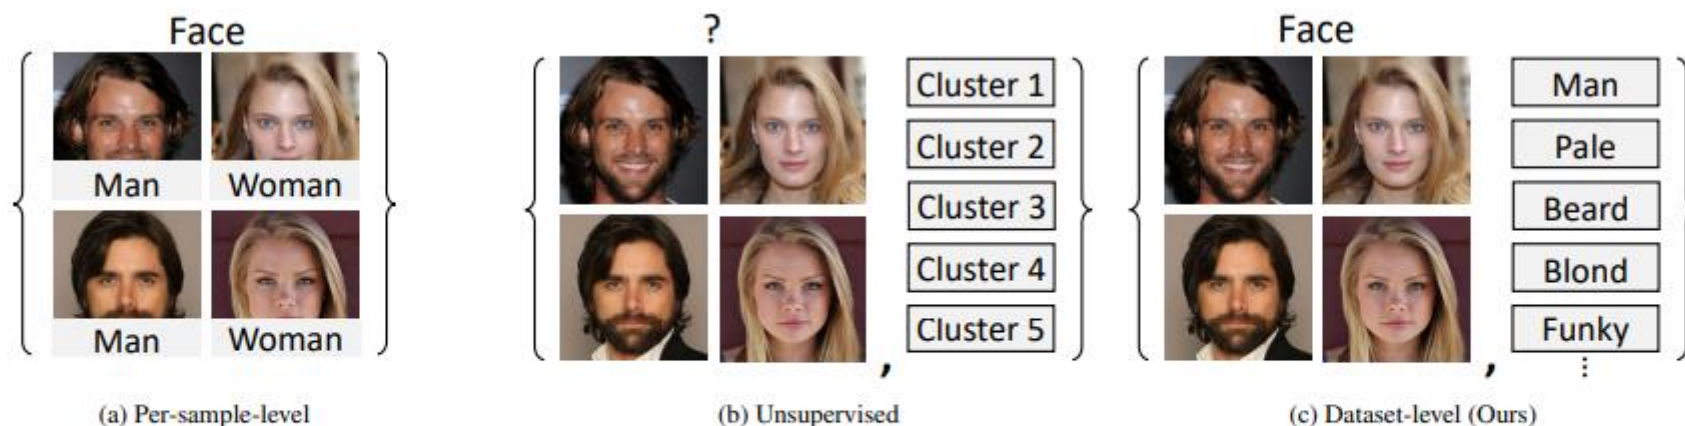 Face
Man Woman
Man Woman
(a) Per-sample-level
?
Cluster 1
Cluster 2
Cluster 3
Cluster 4
Cluster 5
,
(b) Unsupervised
Face
Man
Pale
Beard
Blond
Funky
,
⋮
(c) Dataset-level (Ours)